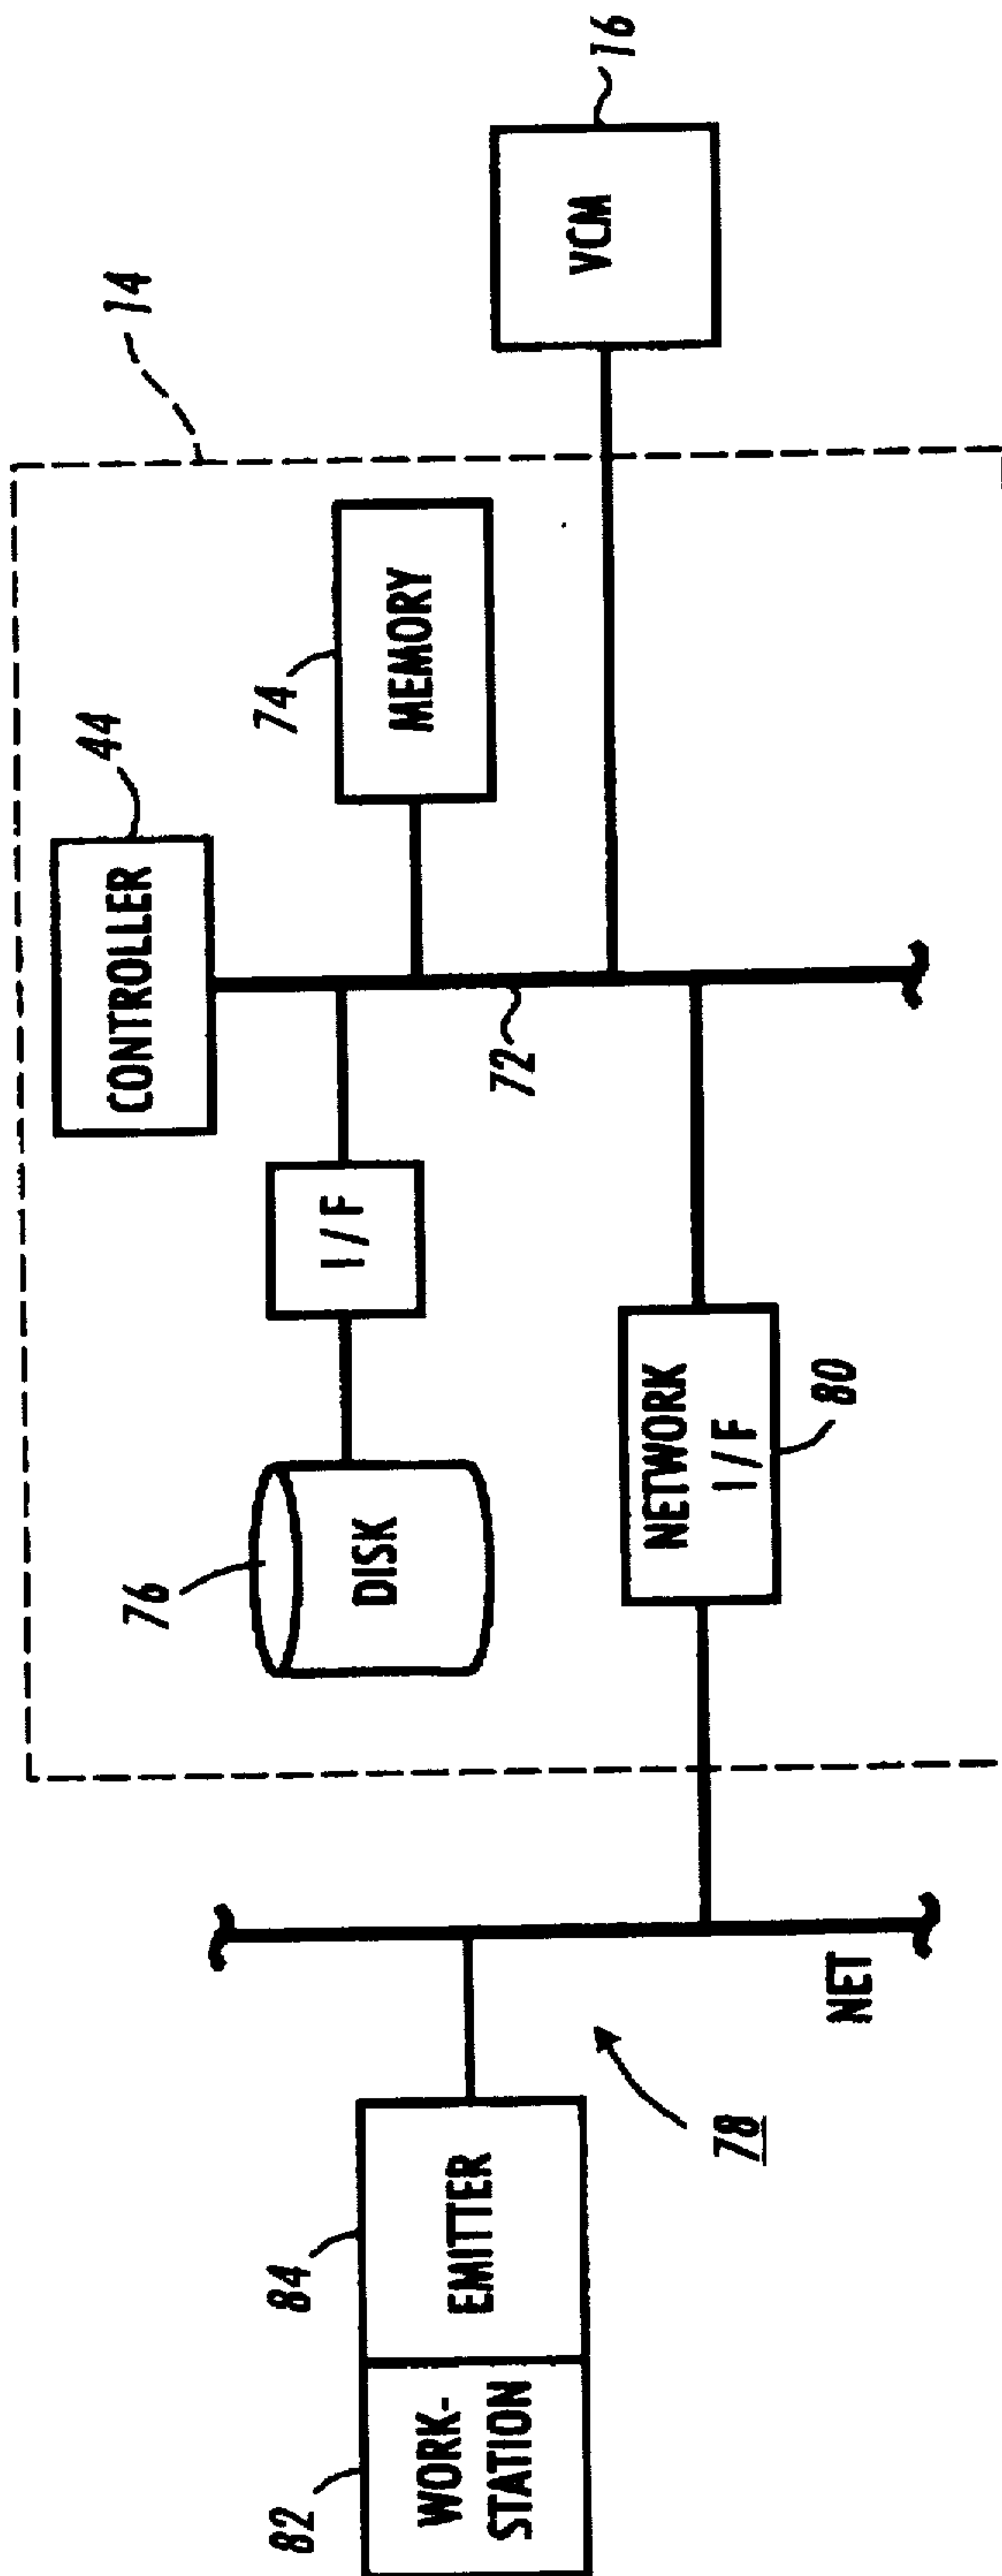 14
CONTROLLER
44
74
MEMORY
VCM
16
I/F
72
76
DISK
NETWORK
I/F
80
NET
78
82
84
WORK-
STATION
EMITTER